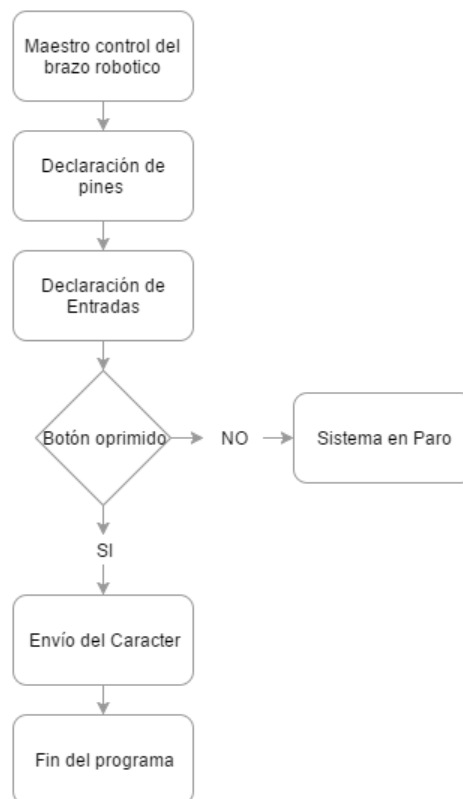 Maestro control del
brazo robotico
Declaración de
pines
Declaración de
Entradas
Botón oprimido
NO
Sistema en Paro
SI
Envío del Caracter
Fin del programa